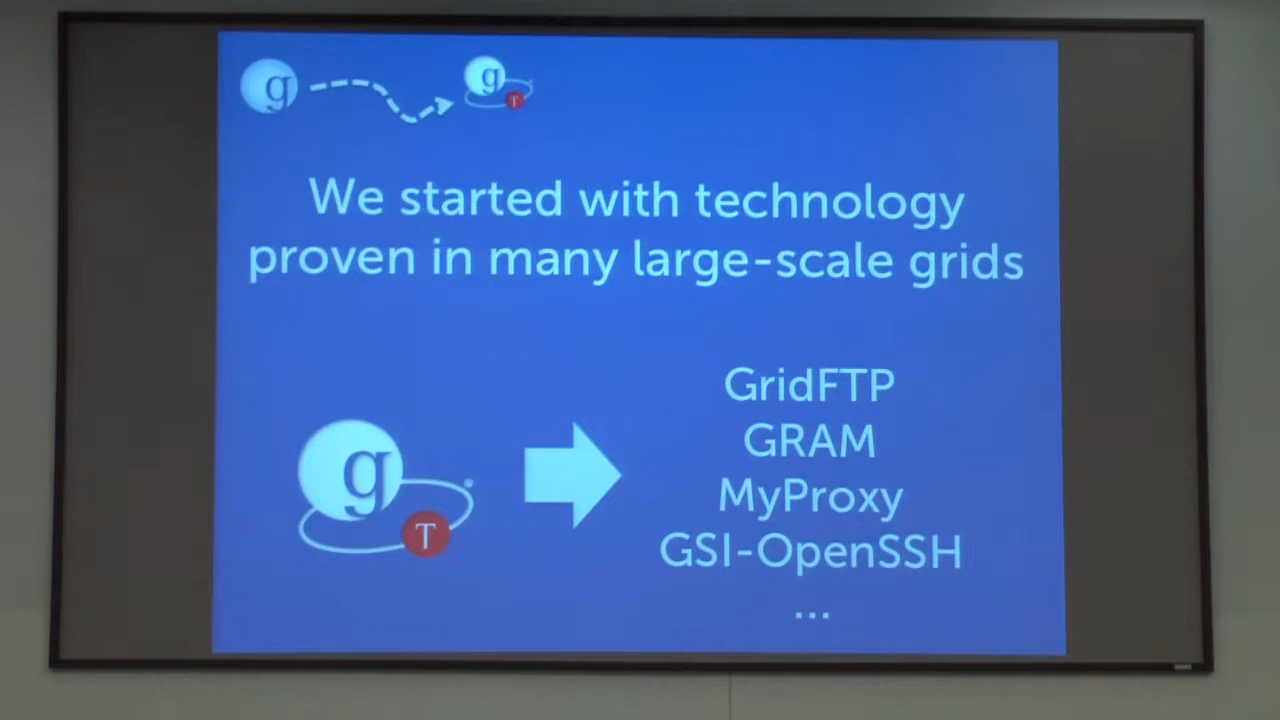 g
g
T
We started with technology
proven in many large-scale grids
GridFTP
GRAM
g
MyProxy
T
GSI-OpenSSH
...